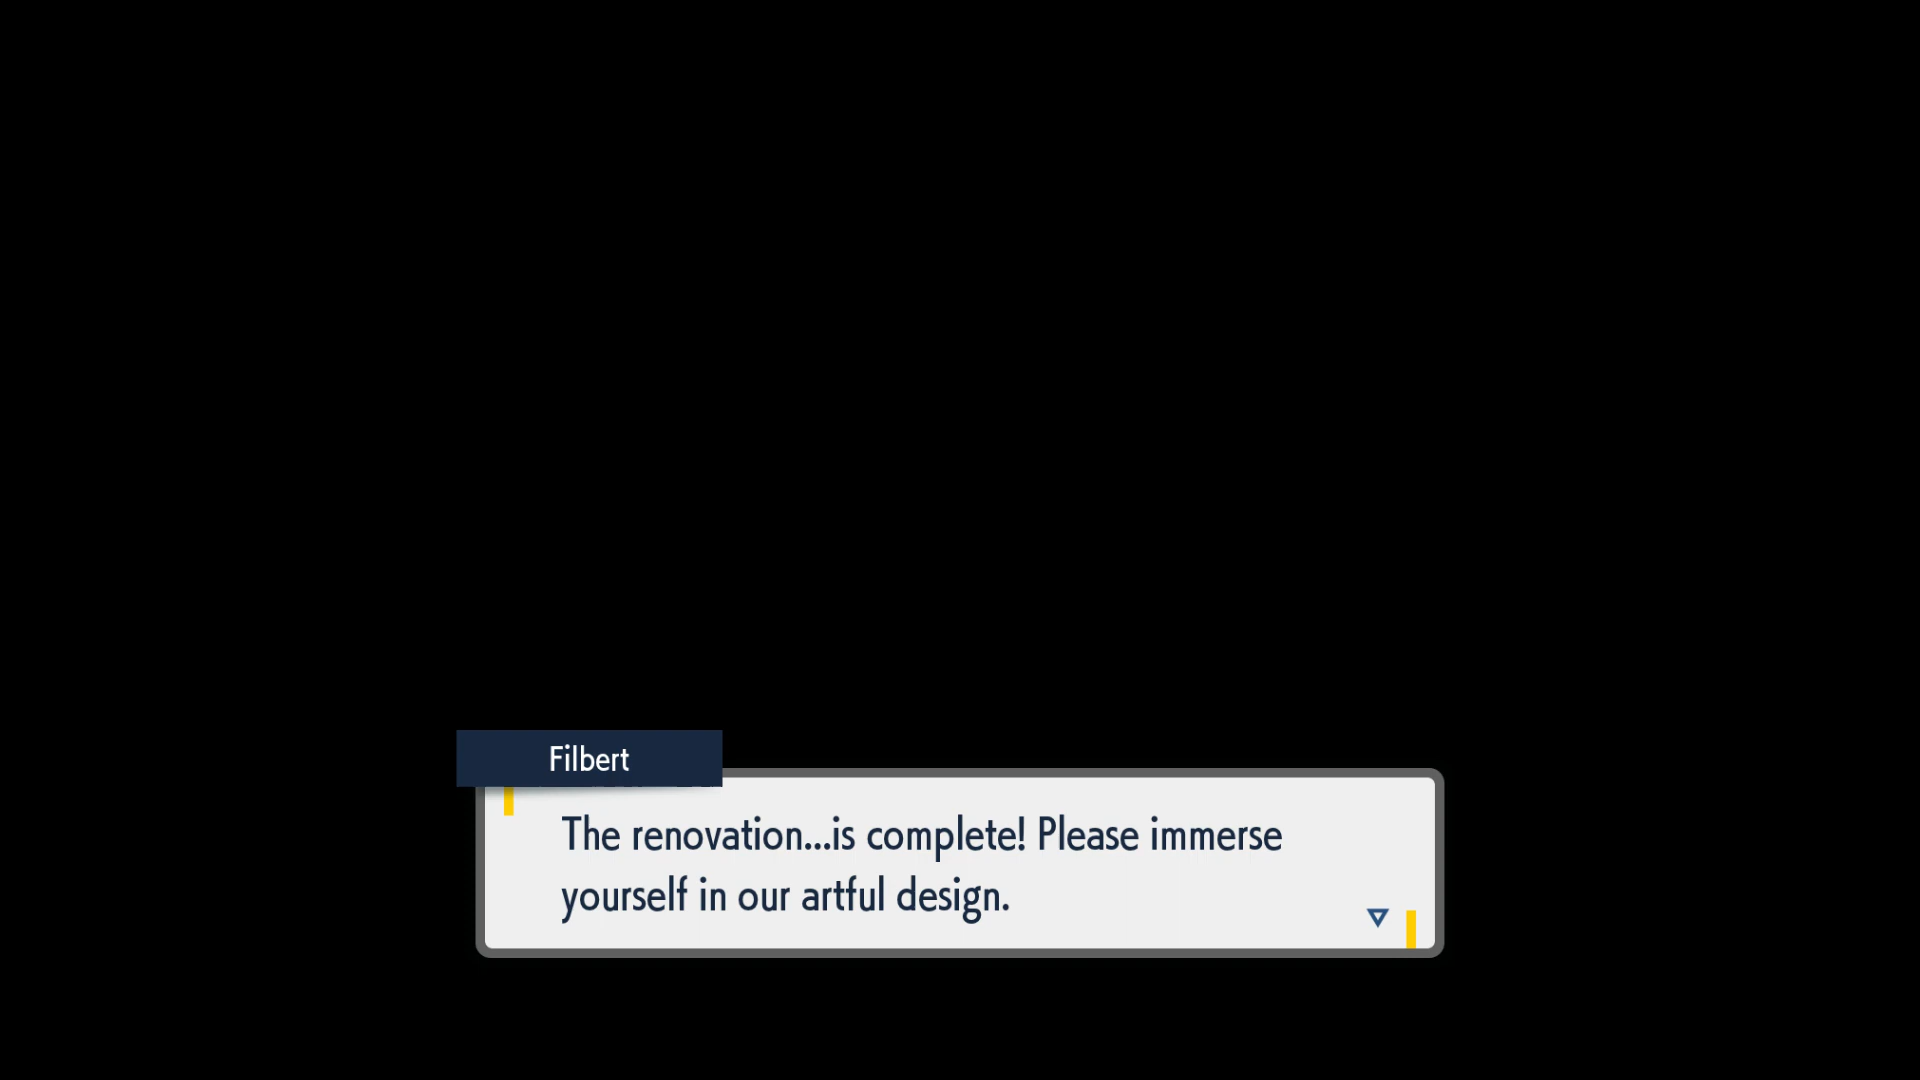 Filbert
The renovation...is complete! Please immerse
yourself in our artful design.